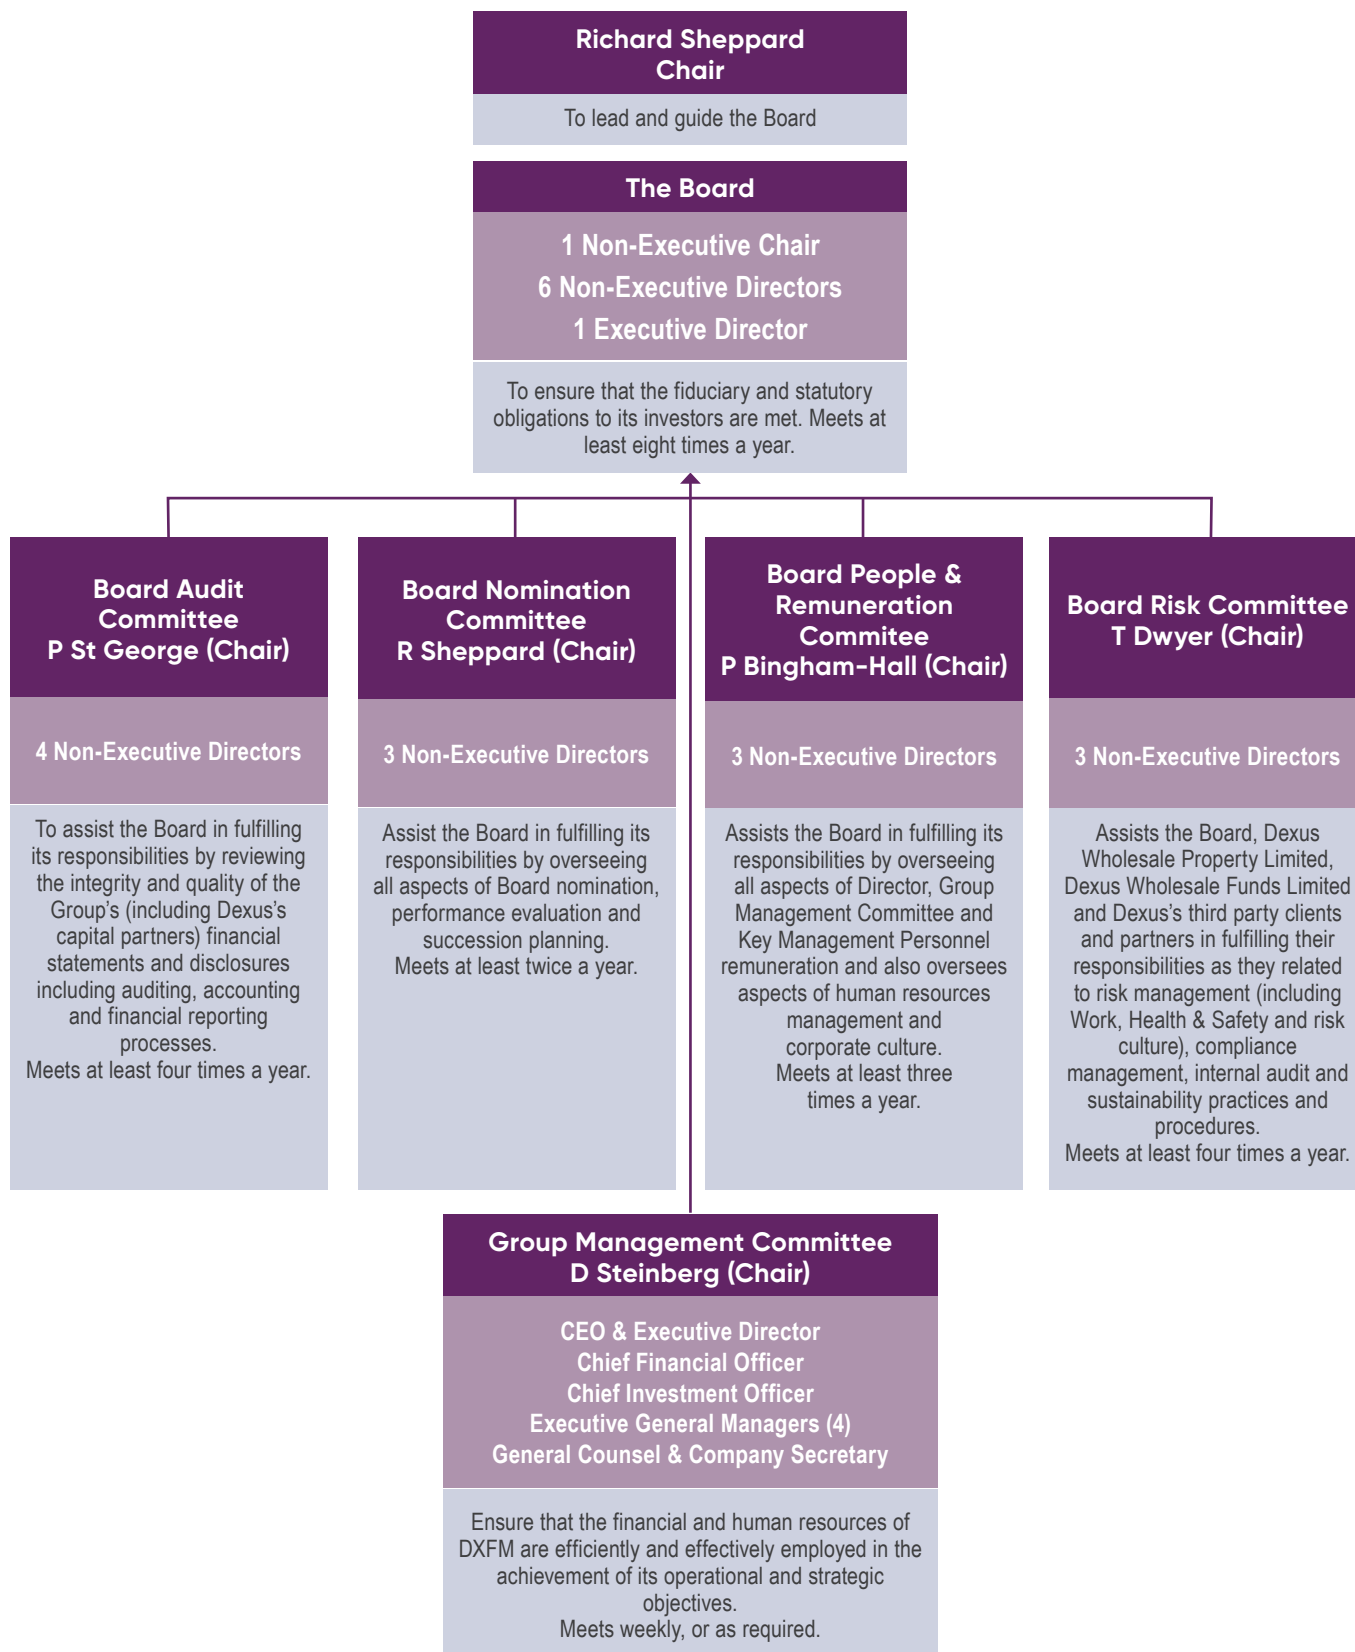 Richard Sheppard
Chair
To lead and guide the Board
The Board
1 Non-Executive Chair
6 Non-Executive Directors
1 Executive Director
To ensure that the fiduciary and statutory
obligations to its investors are met. Meets at
least eight times a year.
Board Audit
Committee
P St George (Chair)
4 Non-Executive Directors
To assist the Board in fulfilling
its responsibilities by reviewing
the integrity and quality of the
Group's (including Dexus's
capital partners) financial
statements and disclosures
including auditing, accounting
and financial reporting
processes.
Meets at least four times a year.
Board Nomination
Committee
R Sheppard (Chair)
3 Non-Executive Directors
Assist the Board in fulfilling its
responsibilities by overseeing
all aspects of Board nomination,
performance evaluation and
succession planning.
Meets at least twice a year.
Board People &
Remuneration
Commitee
P Bingham-Hall (Chair)
3 Non-Executive Directors
Assists the Board in fulfilling its
responsibilities by overseeing
all aspects of Director, Group
Management Committee and
Key Management Personnel
remuneration and also oversees
aspects of human resources
management and
corporate culture.
Meets at least three
times a year.
Board Risk Committee
T Dwyer (Chair)
3 Non-Executive Directors
Assists the Board, Dexus
Wholesale Property Limited,
Dexus Wholesale Funds Limited
and Dexus's third party clients
and partners in fulfilling their
responsibilities as they related
to risk management (including
Work, Health & Safety and risk
culture), compliance
management, internal audit and
sustainability practices and
procedures.
Meets at least four times a year.
Group Management Committee
D Steinberg (Chair)
CEO & Executive Director
Chief Financial Officer
Chief Investment Officer
Executive General Managers (4)
General Counsel & Company Secretary
Ensure that the financial and human resources of
DXFM are efficiently and effectively employed in the
achievement of its operational and strategic
objectives.
Meets weekly, or as required.